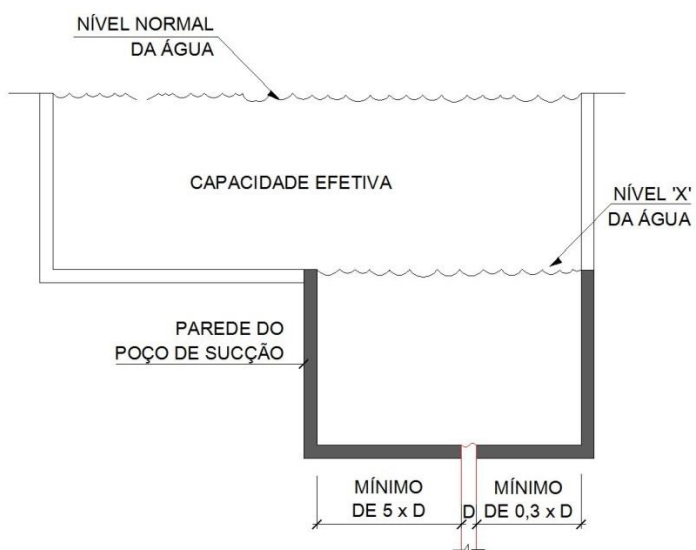 NÍVEL NORMAL
DA ÁGUA
CAPACIDADE EFETIVA
NÍVEL 'X'
DA ÁGUA
PAREDE DO
POÇO DE SUCÇÃO
MÍNIMO
DE 5 x D
D
MÍNIMO
DE 0,3 x D